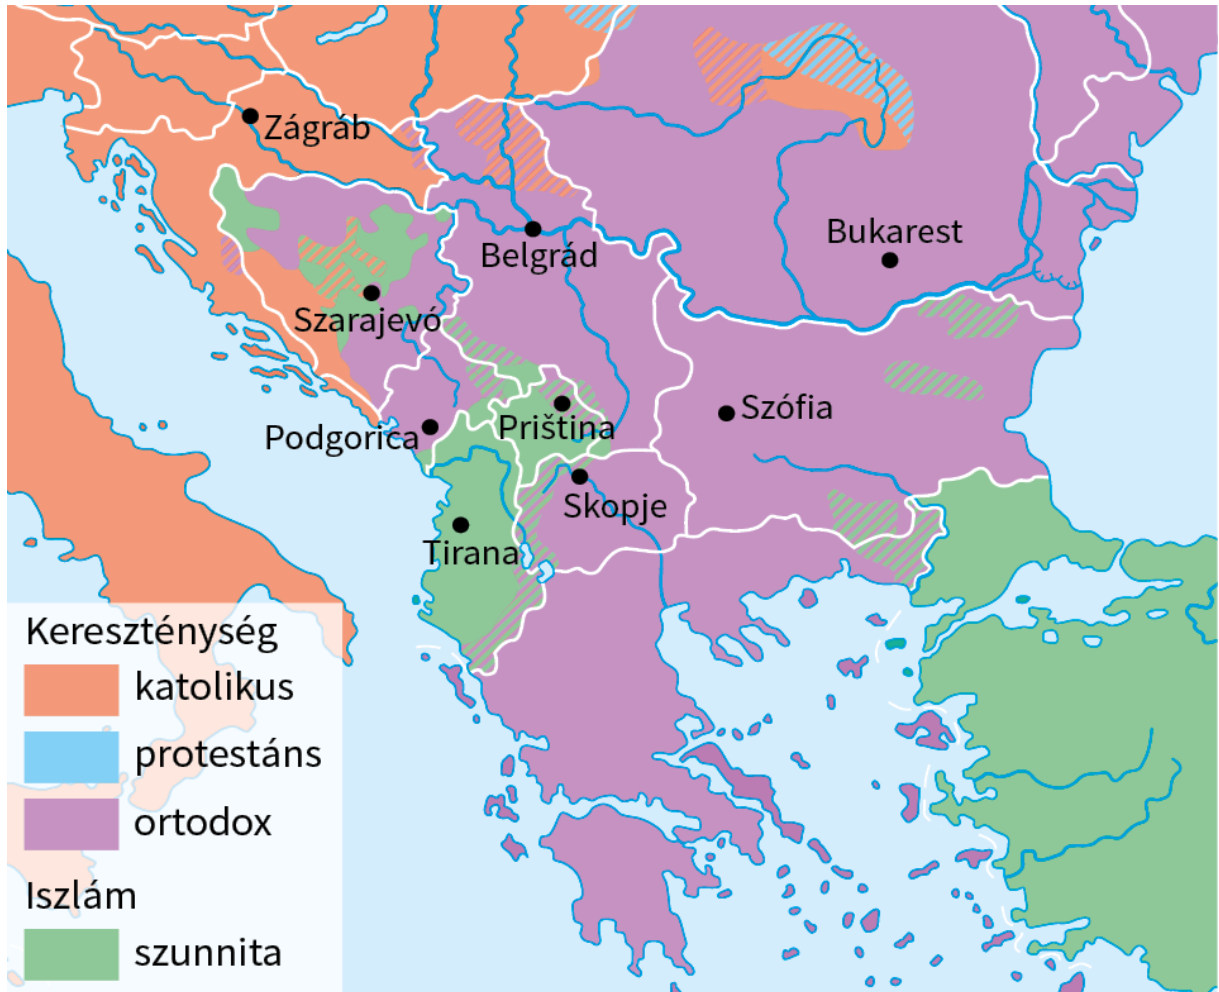 Zágráb
Bukarest
Belgrád
Szarajevó
Szófia
Priština
Podgorica
Skopje
Tirana
Kereszténység
katolikus
protestáns
ortodox
Iszlám
szunnita